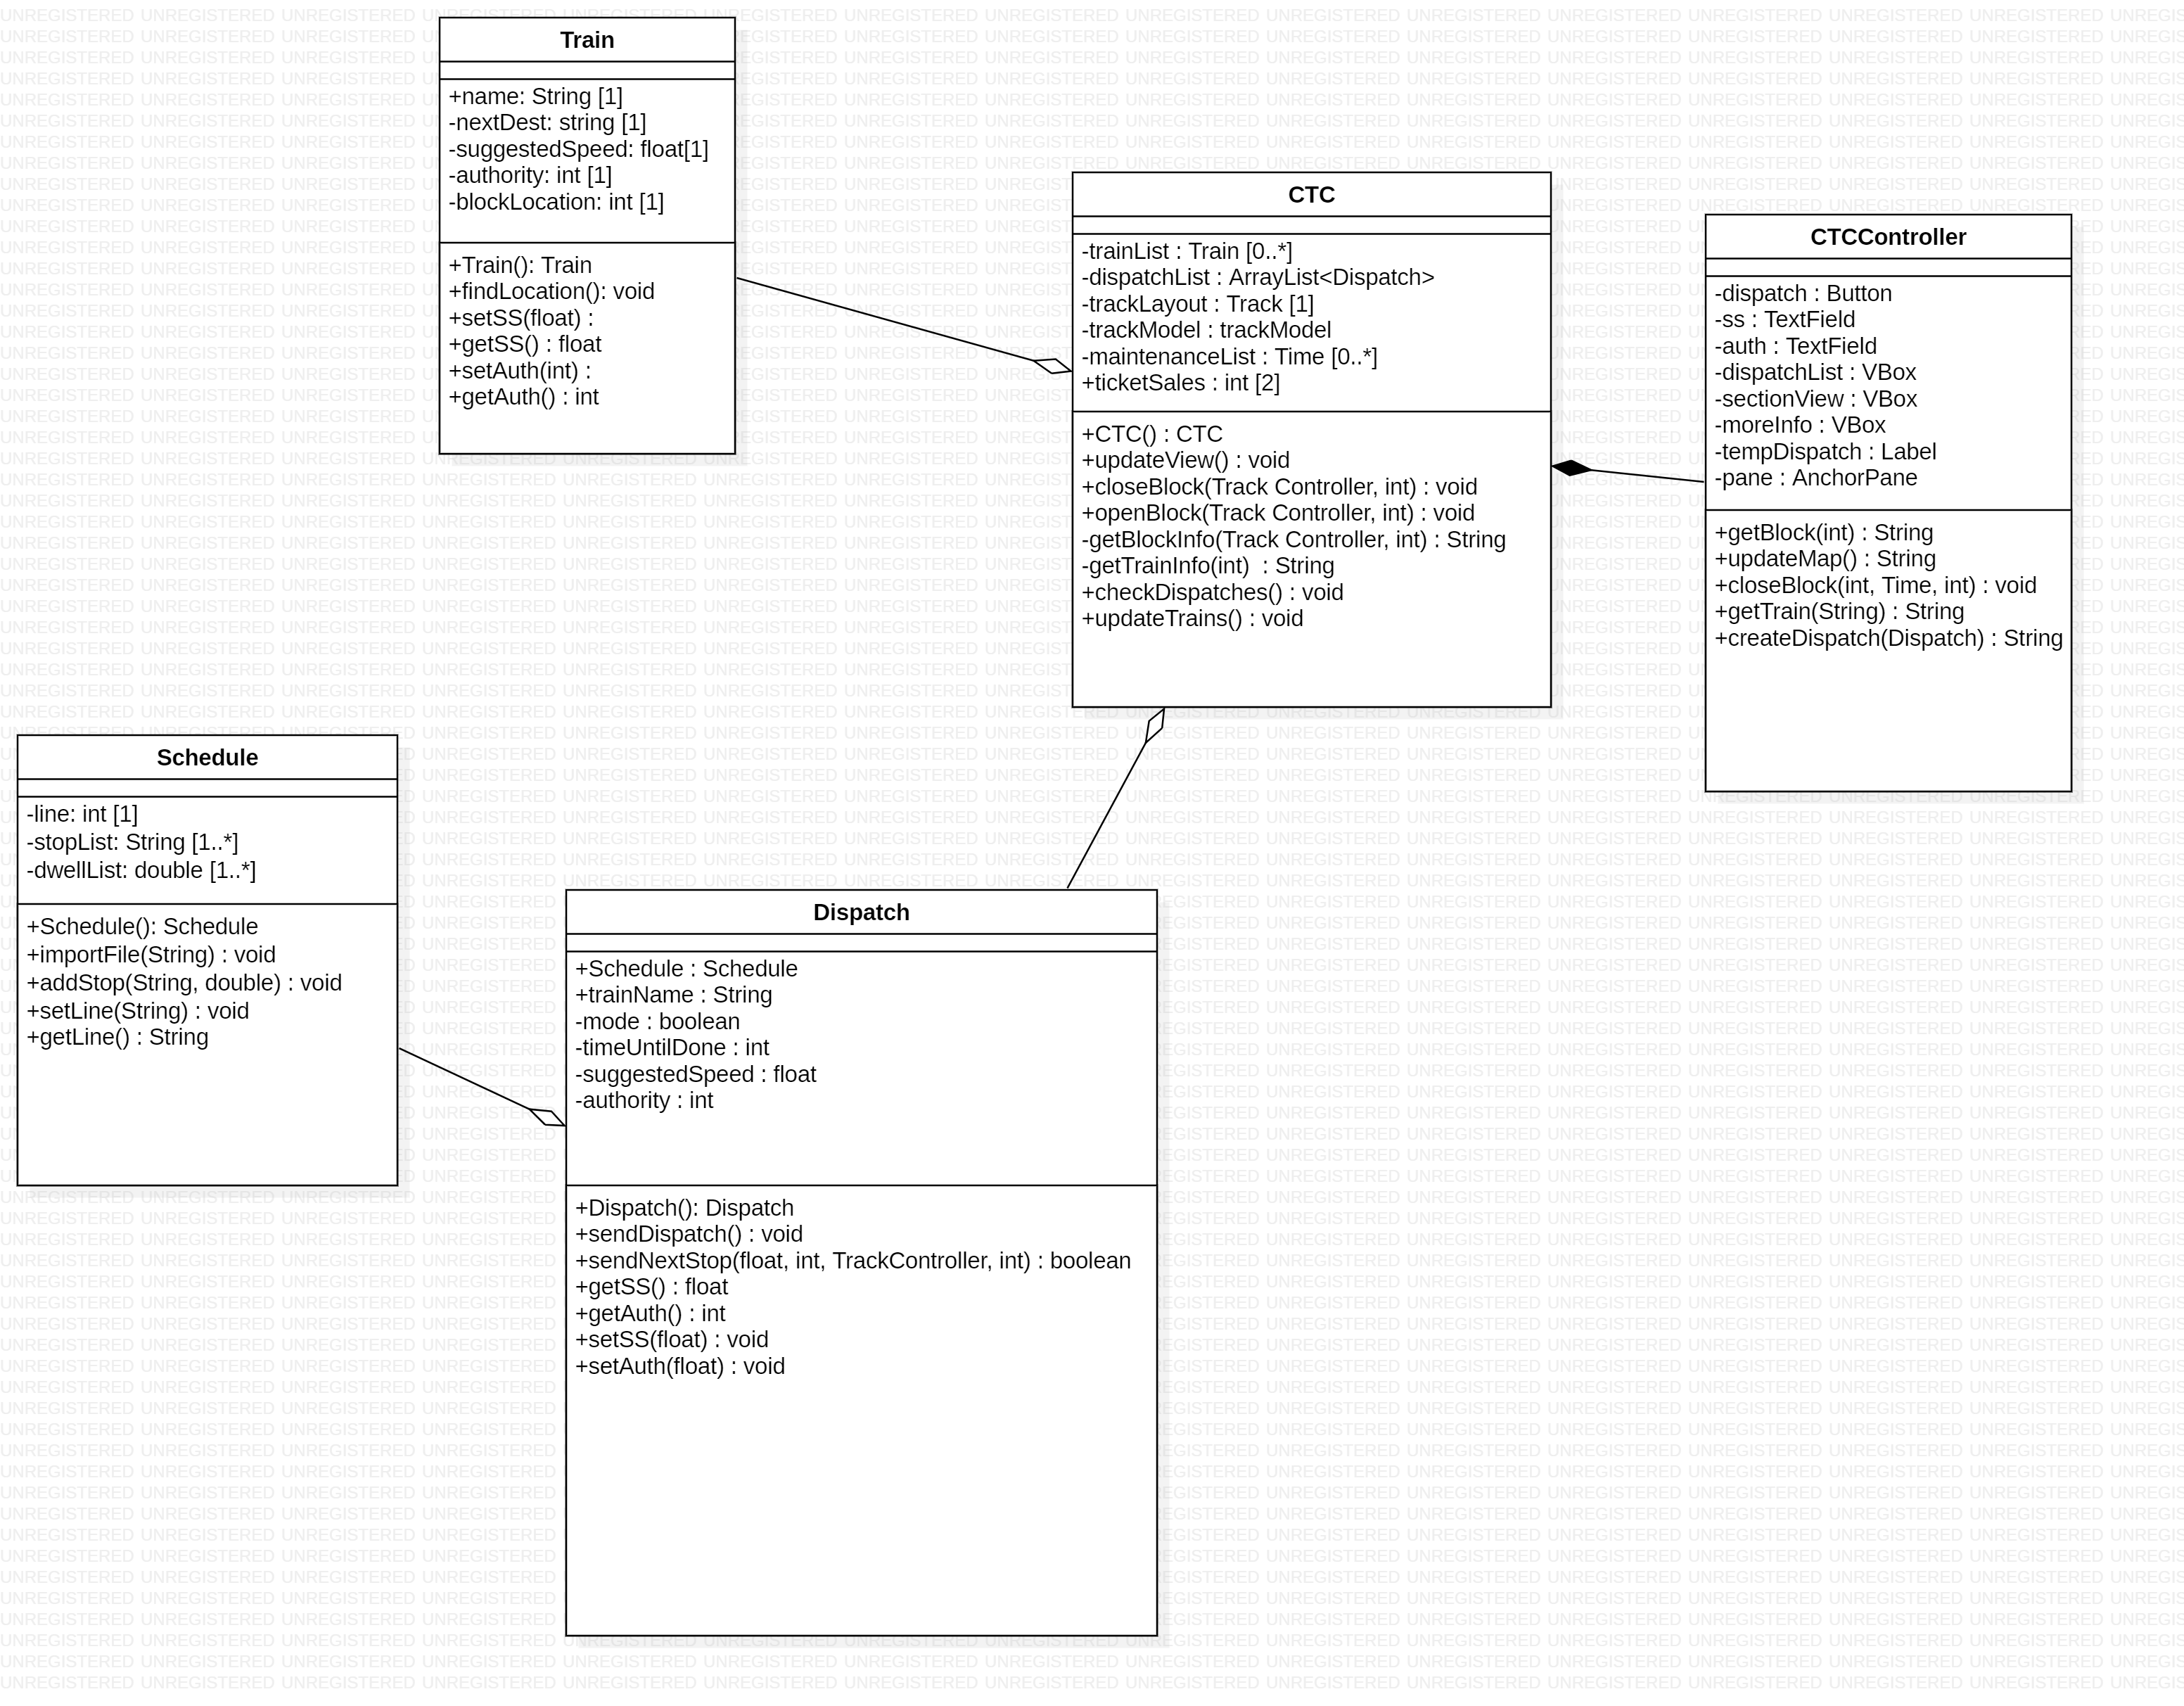 Train
+name: String [1]
-nextDest: string [1]
-suggestedSpeed: float[1]
-authority: int [1]
-blockLocation: int [1]
+Train(): Train
+findLocation(): void
+setSS(float) :
+getSS() : float
+setAuth(int) :
+getAuth() : int
CTC
-trainList : Train [0..*]
-dispatchList : ArrayList<Dispatch>
-trackLayout : Track [1]
-trackModel : trackModel
-maintenanceList : Time [0..*]
+ticketSales : int [2]
+CTC() : CTC
+updateView() : void
+closeBlock(Track Controller, int) : void
+openBlock(Track Controller, int) : void
-getBlockInfo(Track Controller, int) : String
-getTrainInfo(int)  : String
+checkDispatches() : void
+updateTrains() : void
CTCController
-dispatch : Button
-ss : TextField
-auth : TextField
-dispatchList : VBox
-sectionView : VBox
-moreInfo : VBox
-tempDispatch : Label
-pane : AnchorPane
+getBlock(int) : String
+updateMap() : String
+closeBlock(int, Time, int) : void
+getTrain(String) : String
+createDispatch(Dispatch) : String
Schedule
-line: int [1]
-stopList: String [1..*]
-dwellList: double [1..*]
+Schedule(): Schedule
+importFile(String) : void
+addStop(String, double) : void
+setLine(String) : void
+getLine() : String
Dispatch
+Schedule : Schedule
+trainName : String
-mode : boolean
-timeUntilDone : int
-suggestedSpeed : float
-authority : int
+Dispatch(): Dispatch
+sendDispatch() : void
+sendNextStop(float, int, TrackController, int) : boolean
+getSS() : float
+getAuth() : int
+setSS(float) : void
+setAuth(float) : void